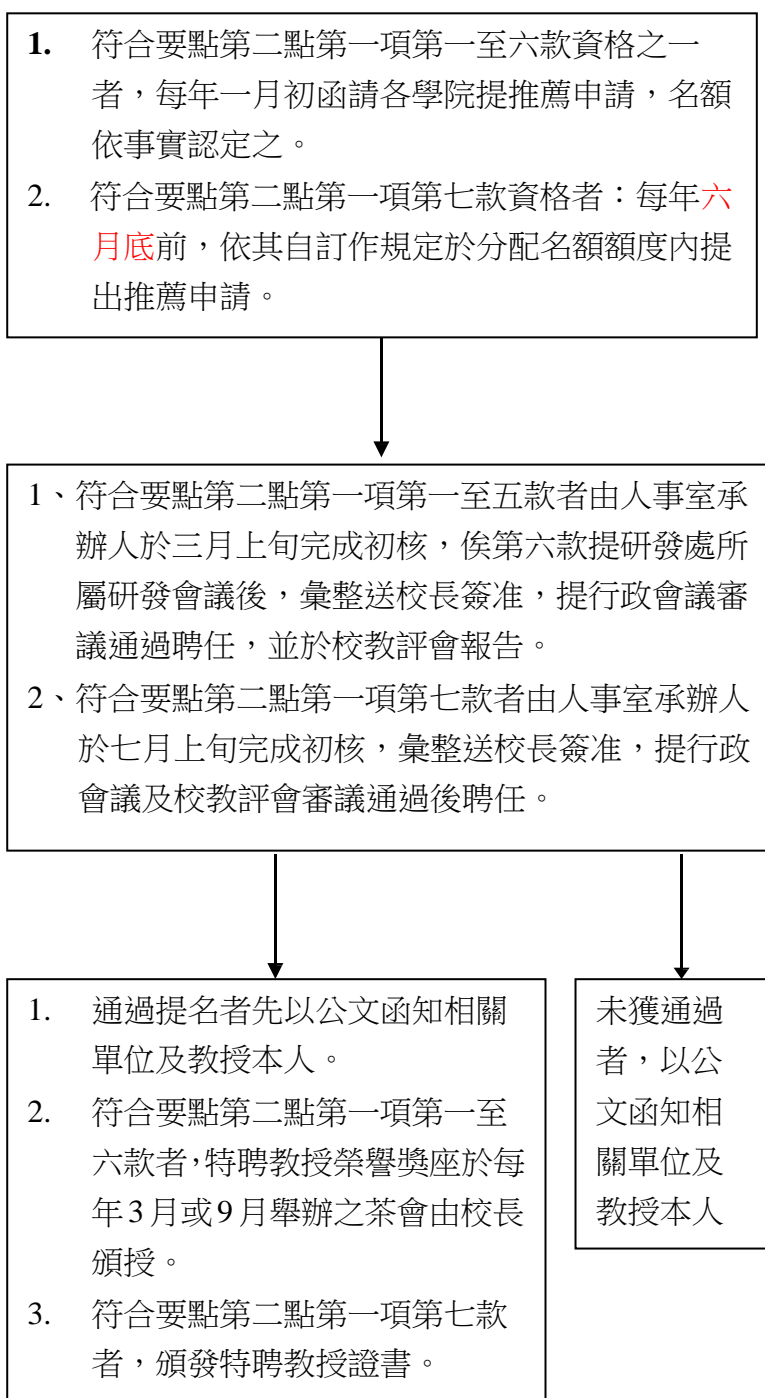 1. 符合要點第二點第一項第一至六款資格之一
者，每年一月初函請各學院提推薦申請，名額
依事實認定之。
2. 符合要點第二點第一項第七款資格者：每年六
月底前，依其自訂作規定於分配名額額度內提
出推薦申請。
1、符合要點第二點第一項第一至五款者由人事室承
辦人於三月上旬完成初核，俟第六款提研發處所
屬研發會議後，彙整送校長簽准，提行政會議審
議通過聘任，並於校教評會報告。
2、符合要點第二點第一項第七款者由人事室承辦人
於七月上旬完成初核，彙整送校長簽准，提行政
會議及校教評會審議通過後聘任。
1. 通過提名者先以公文函知相關
單位及教授本人。
2. 符合要點第二點第一項第一至
六款者，特聘教授榮譽獎座於每
年3月或9月舉辦之茶會由校長
頒授。
3. 符合要點第二點第一項第七款
者，頒發特聘教授證書。
未獲通過
者，以公
文函知相
關單位及
教授本人